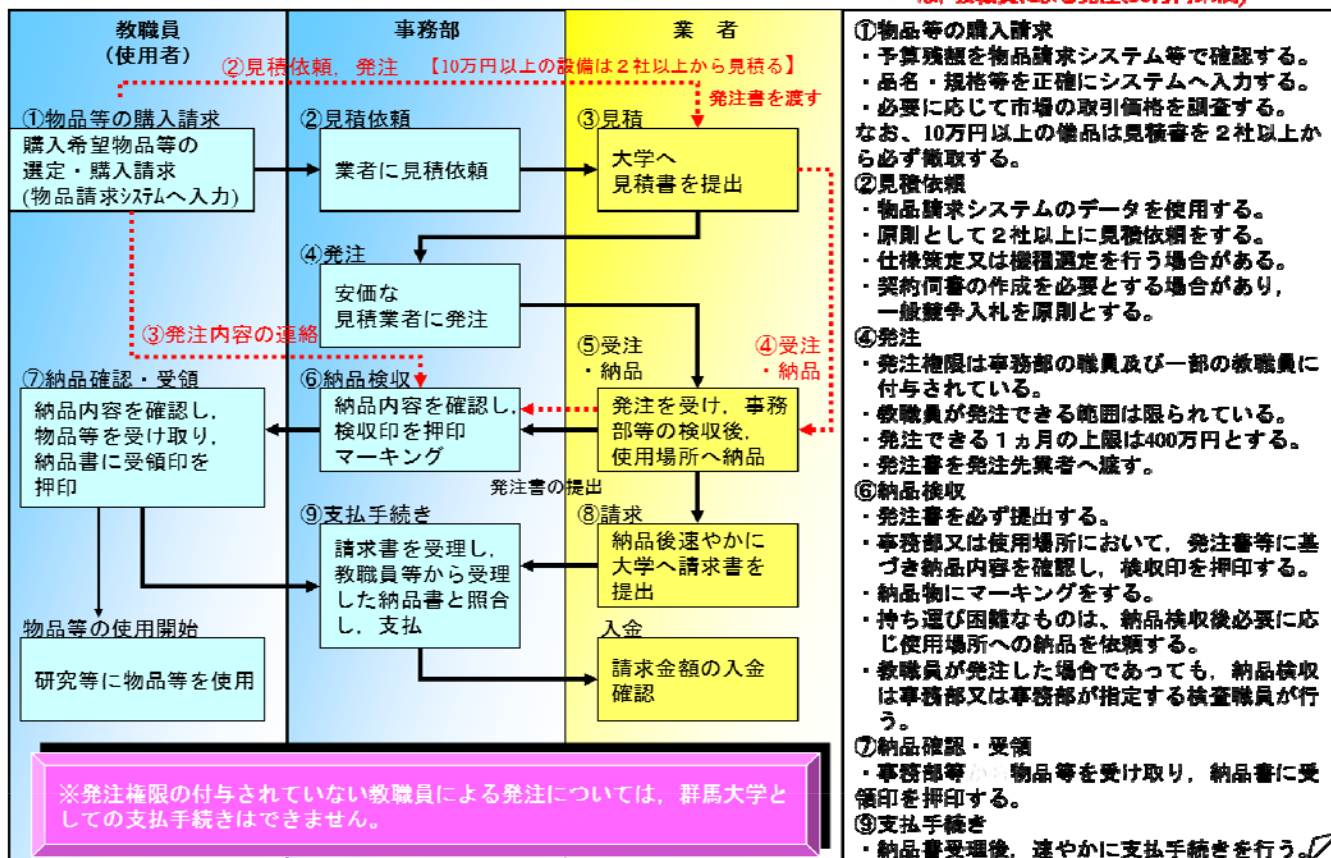 教職員
(使用者)
事務部
業 者
②見積依頼，発注 【10万円以上の設備は２社以上から見積る】
発注書を渡す
①物品等の購入請求
購入希望物品等の
選定・購入請求
(物品請求ｼｽﾃﾑへ入力)
②見積依頼
業者に見積依頼
③見積
大学へ
見積書を提出
④発注
安価な
見積業者に発注
③発注内容の連絡
⑤受注
・納品
④受注
・納品
⑦納品確認・受領
納品内容を確認し，
物品等を受け取り，
納品書に受領印を
押印
⑥納品検収
納品内容を確認し，
検収印を押印
マーキング
発注を受け，事務
部等の検収後，
使用場所へ納品
発注書の提出
⑨支払手続き
請求書を受理し，
教職員等から受理
した納品書と照合
し，支払
⑧請求
納品後速やかに
大学へ請求書を
提出
物品等の使用開始
研究等に物品等を使用
入金
請求金額の入金
確認
※発注権限の付与されていない教職員による発注については，群馬大学と
しての支払手続きはできません。
①物品等の購入請求
・予算残額を物品請求システム等で確認する。
・品名・規格等を正確にシステムへ入力する。
・必要に応じて市場の取引価格を調査する。
なお、10万円以上の備品は見積書を２社以上か
ら必ず徴取する。
②見積依頼
・物品請求システムのデータを使用する。
・原則として２社以上に見積依頼をする。
・仕様策定又は機種選定を行う場合がある。
・契約伺書の作成を必要とする場合があり，
一般競争入札を原則とする。
④発注
・発注権限は事務部の職員及び一部の教職員に
付与されている。
・教職員が発注できる範囲は限られている。
・発注できる１ヵ月の上限は400万円とする。
・発注書を発注先業者へ渡す。
⑥納品検収
・発注書を必ず提出する。
・事務部又は使用場所において，発注書等に基
づき納品内容を確認し，検収印を押印する。
・納品物にマーキングをする。
・持ち運び困難なものは、納品検収後必要に応
じ使用場所への納品を依頼する。
・教職員が発注した場合であっても，納品検収
は事務部又は事務部が指定する検査職員が行
う。
⑦納品確認・受領
・事務部等から物品等を受け取り，納品書に受
領印を押印する。
⑨支払手続き
・納品書受理後，速やかに支払手続きを行う。